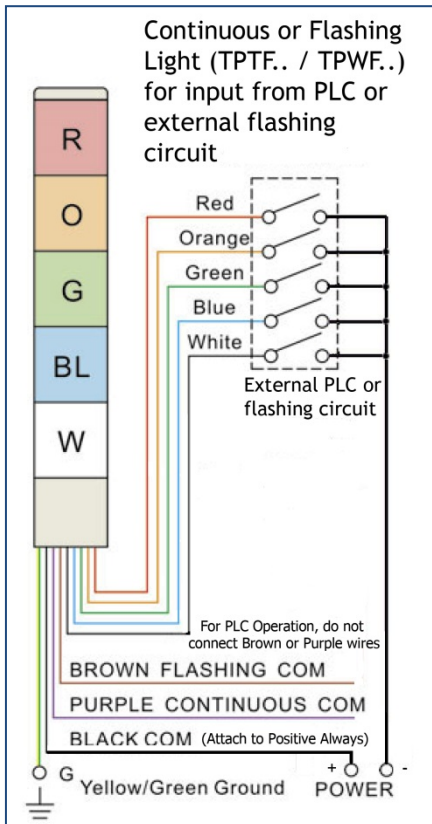 Continuous or Flashing
Light (TPTF.. / TPWF..)
for input from PLC or
external flashing
circuit
R
O
G
BL
W
Red
Orange
Green
Blue
White
External PLC or
flashing circuit
For PLC Operation, do not
connect Brown or Purple wires
BROWN FLASHING COM
PURPLE CONTINUOUS COM
BLACK COM (Attach to Positive Always)
G
Yellow/Green Ground
+ -
POWER